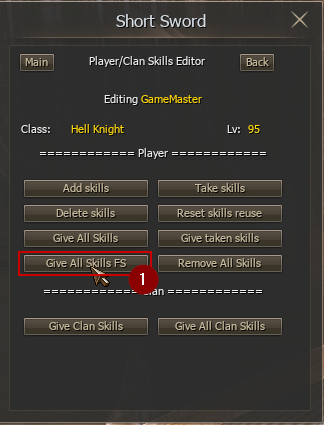 Short Sword
Main Player/Clan Skills Editor Back
Editing GameMaster
Class: Hell Knight Lv: 95
============ Player ============
Add skills Take skills
Delete skills Reset skills reuse
Give All Skills Give taken skills
Give All Skills FS Remove All Skills
1
============ Clan ============
Give Clan Skills Give All Clan Skills